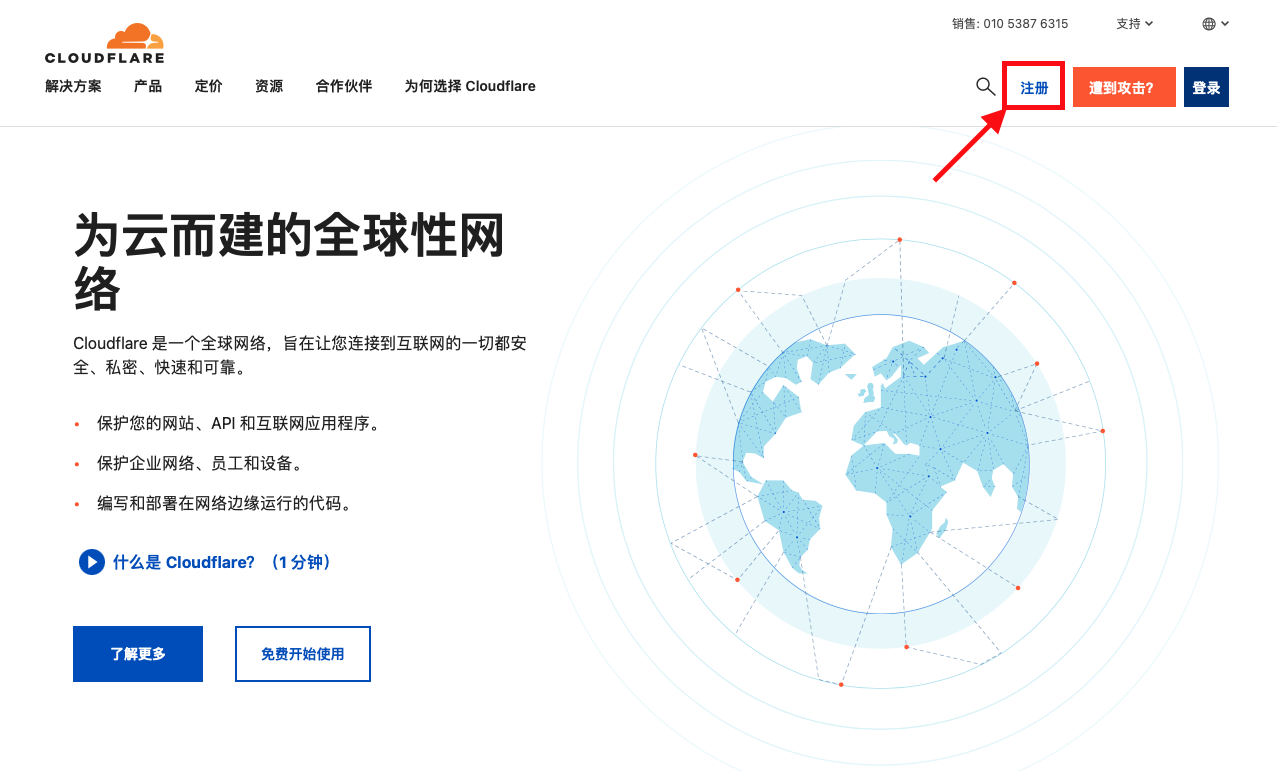 销售: 010 5387 6315 支持
CLOUDFLARE
解决方案 产品 定价 资源 合作伙伴 为何选择 Cloudflare 注册 遭到攻击? 登录
为云而建的全球性网
络
Cloudflare 是一个全球网络，旨在让您连接到互联网的一切都安
全、私密、快速和可靠。
保护您的网站、API 和互联网应用程序。
保护企业网络、员工和设备。
编写和部署在网络边缘运行的代码。
什么是 Cloudflare? （1 分钟）
了解更多 免费开始使用